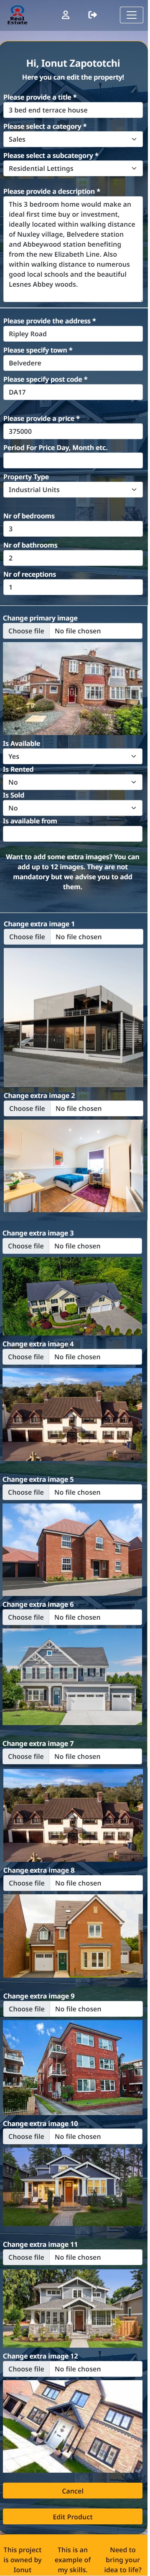 Real
Estate
Hi, Ionut Zapototchi
Here you can edit the property!
Please provide a title *
3 bed end terrace house
Please select a category *
Sales
Please select a subcategory *
Residential Lettings
Please provide a description *
This 3 bedroom home would make an
ideal first time buy or investment,
ideally located within walking distance
of Nuxley village, Belvedere station
and Abbeywood station benefiting
from the new Elizabeth Line. Also
within walking distance to numerous
good local schools and the beautiful
Lesnes Abbey woods.
Please provide the address *
Ripley Road
Please specify town *
Belvedere
Please specify post code *
DA17
Please provide a price *
375000
Period For Price Day, Month etc.
Property Type
Industrial Units
Nr of bedrooms
3
Nr of bathrooms
2
Nr of receptions
1
Change primary image
Choose file No file chosen
Is Available
Yes
Is Rented
No
Is Sold
No
Is available from
Want to add some extra images? You can
add up to 12 images. They are not
mandatory but we advise you to add
them.
Change extra image 1
Choose file No file chosen
Change extra image 2
Choose file No file chosen
Change extra image 3
Choose file No file chosen
Change extra image 4
Choose file No file chosen
Change extra image 5
Choose file No file chosen
Change extra image 6
Choose file No file chosen
Change extra image 7
Choose file No file chosen
Change extra image 8
Choose file No file chosen
Change extra image 9
Choose file No file chosen
Change extra image 10
Choose file No file chosen
Change extra image 11
Choose file No file chosen
Change extra image 12
Choose file No file chosen
Cancel
Edit Product
This project
is owned by
Ionut
This is an
example of
my skills.
Need to
bring your
idea to life?